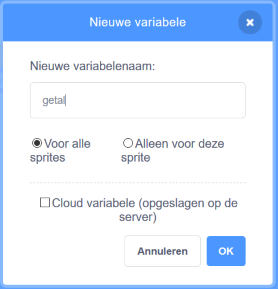 Nieuwe variabele
Nieuwe variabelenaam:
getal
Voor alle sprites
Alleen voor deze sprite
Cloud variabele (opgeslagen op de
server)
Annuleren
OK